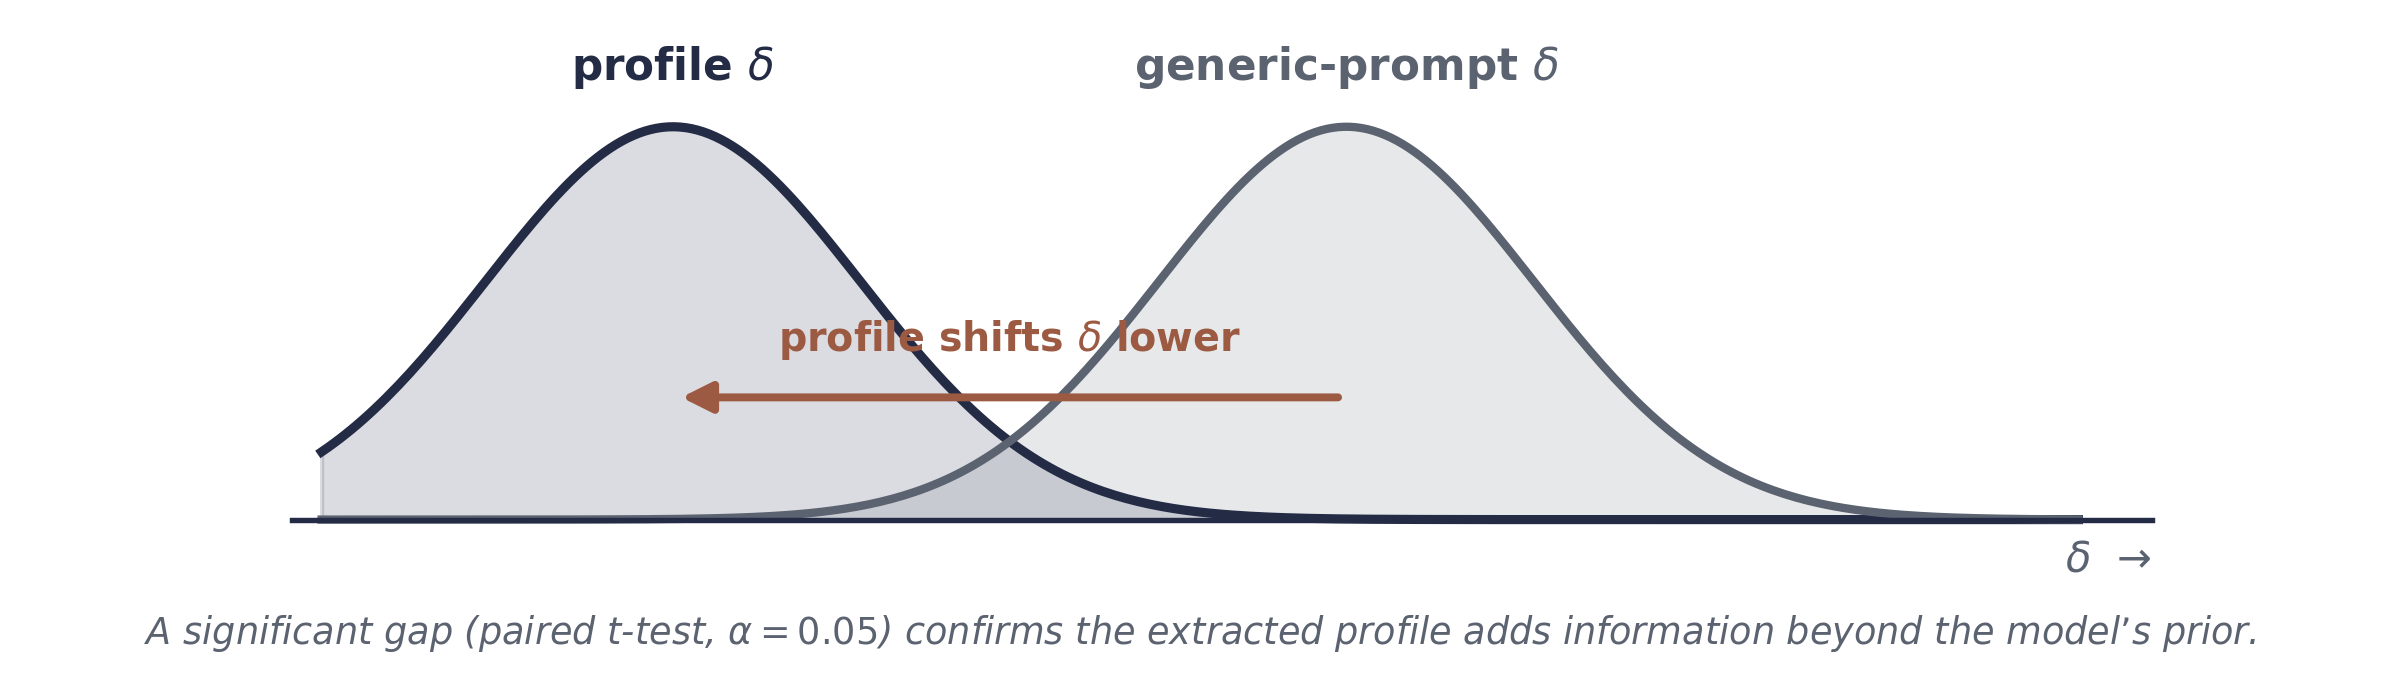 profile δ
generic-prompt δ
profile shifts δ lower
δ →
A significant gap (paired t-test, α = 0.05) confirms the extracted profile adds information beyond the model’s prior.